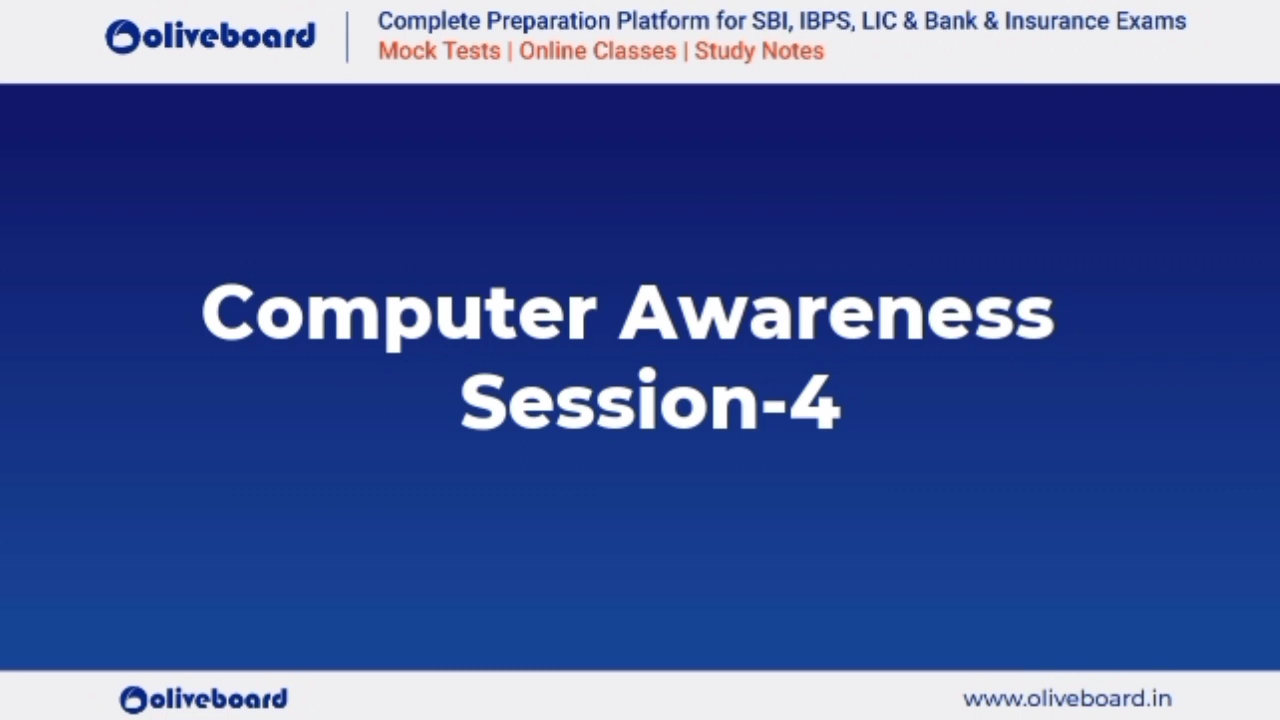 oliveboard
Complete Preparation Platform for SBI, IBPS, LIC & Bank & Insurance Exams
Mock Tests | Online Classes | Study Notes
Computer Awareness
Session-4
oliveboard
www.oliveboard.in